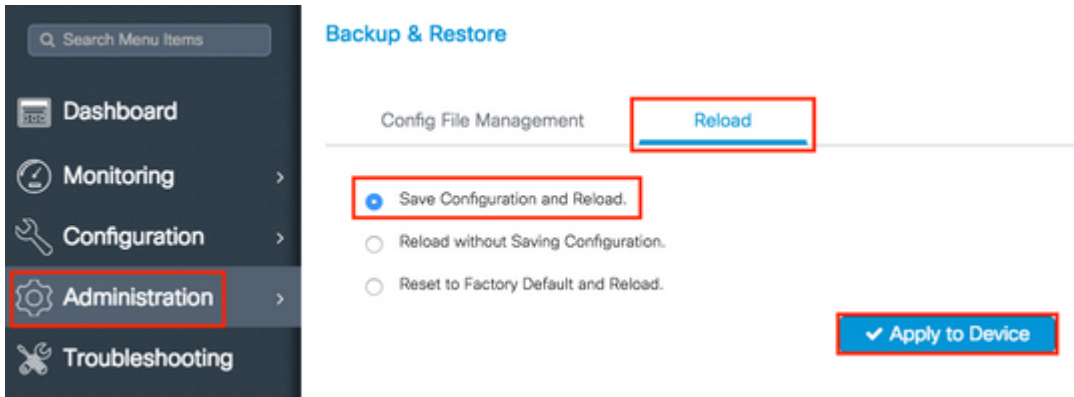 Search Menu Items
Dashboard
Monitoring
Configuration
Administration
Troubleshooting
Backup & Restore
Config File Management
Reload
Save Configuration and Reload.
Reload without Saving Configuration.
Reset to Factory Default and Reload.
Apply to Device